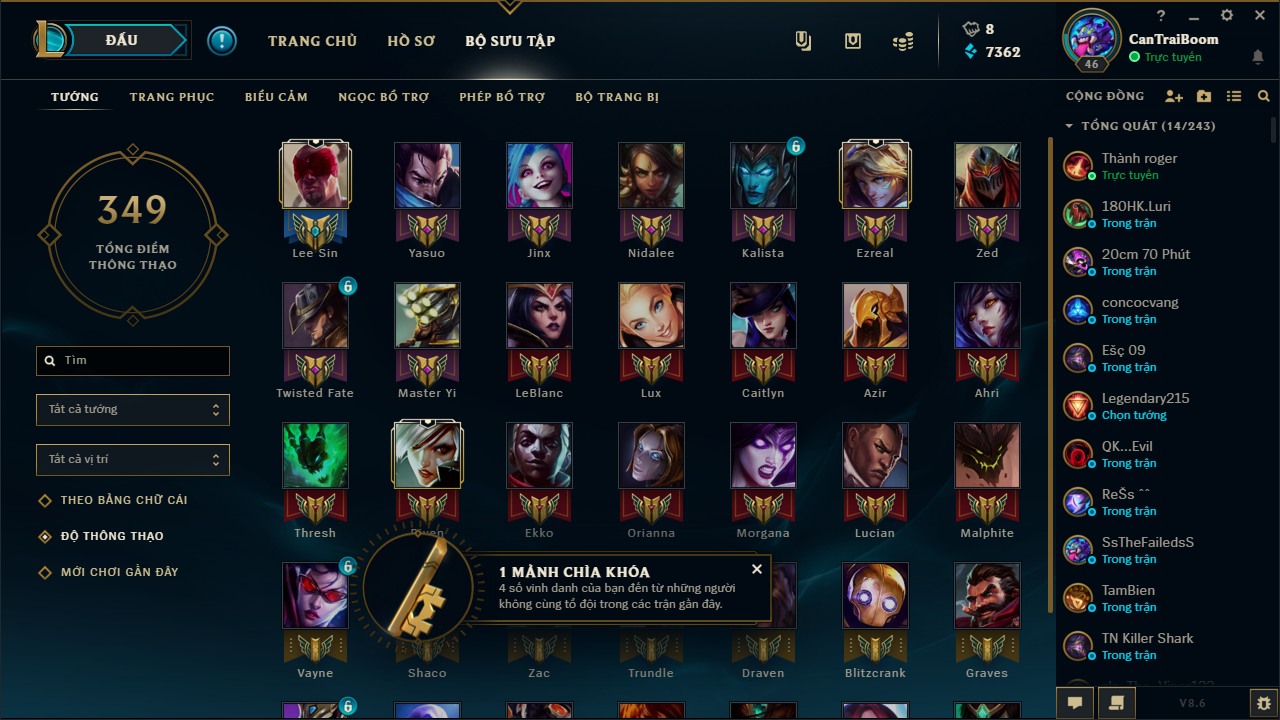 ĐẤU
TRANG CHỦ
HỒ SƠ
BỘ SƯU TẬP
8
7362
46
CanTraiBoom
Trực tuyến
TƯỚNG
TRANG PHỤC
BIỂU CẢM
NGỌC BỔ TRỢ
PHÉP BỔ TRỢ
BỘ TRANG BỊ
CỘNG ĐỒNG
349
TỔNG ĐIỂM
THÔNG THẠO
Tìm
Tất cả tướng
Tất cả vị trí
THEO BẢNG CHỮ CÁI
ĐỘ THÔNG THẠO
MỚI CHƠI GẦN ĐÂY
6
Lee Sin
Yasuo
Jinx
Nidalee
Kalista
Ezreal
Zed
6
Twisted Fate
Master Yi
LeBlanc
Lux
Caitlyn
Azir
Ahri
Thresh
Riven
Ekko
Orianna
Morgana
Lucian
Malphite
6
1 MẢNH CHÌA KHÓA
4 số vinh danh của bạn đến từ những người
không cùng tổ đội trong các trận gần đây.
Vayne
Shaco
Zac
Trundle
Draven
Blitzcrank
Graves
6
TỔNG QUÁT (14/243)
Thành roger
Trực tuyến
180HK.Luri
Trong trận
20cm 70 Phút
Trong trận
concocvang
Trong trận
Ešç 09
Trong trận
Legendary215
Chọn tướng
QK...Evil
Trong trận
ReŠs ˆˆ
Trong trận
SsTheFailedsS
Trong trận
TamBien
Trong trận
TN Killer Shark
Trong trận
V8.6